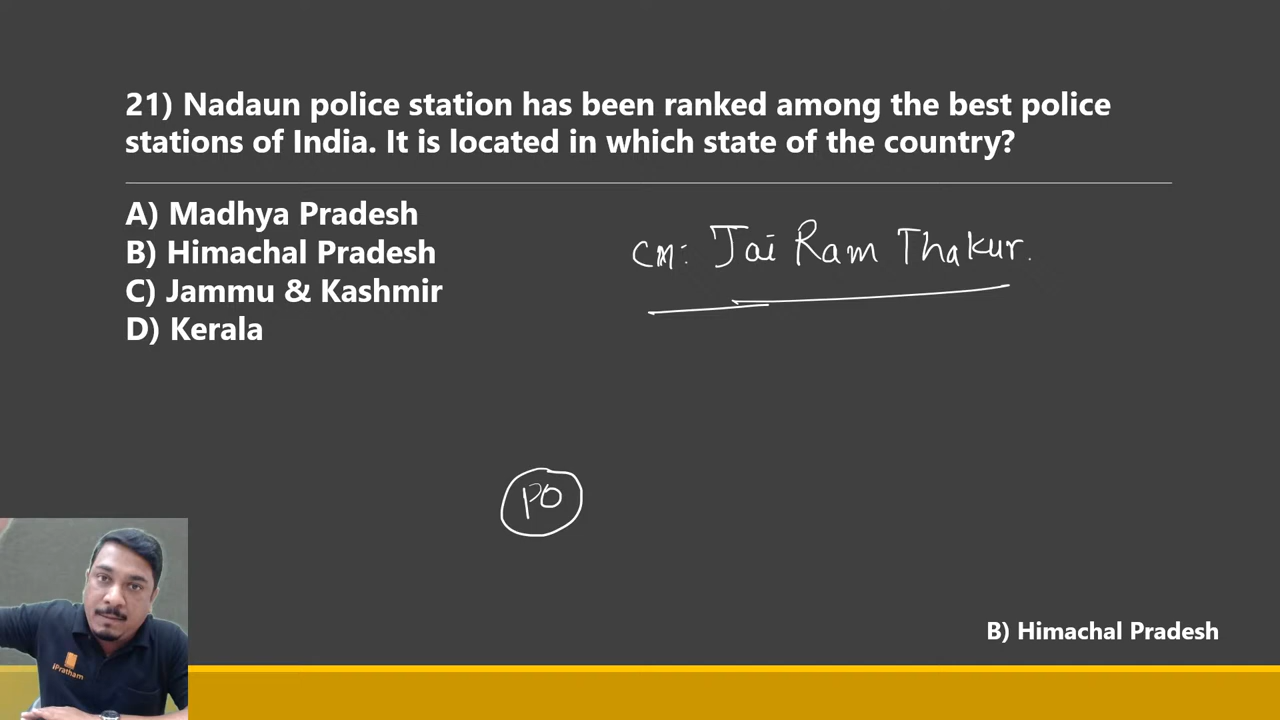 21) Nadaun police station has been ranked among the best police
stations of India. It is located in which state of the country?
A) Madhya Pradesh
B) Himachal Pradesh
C) Jammu & Kashmir
D) Kerala
CM: Jai Ram Thakur.
PO
iPratham
B) Himachal Pradesh